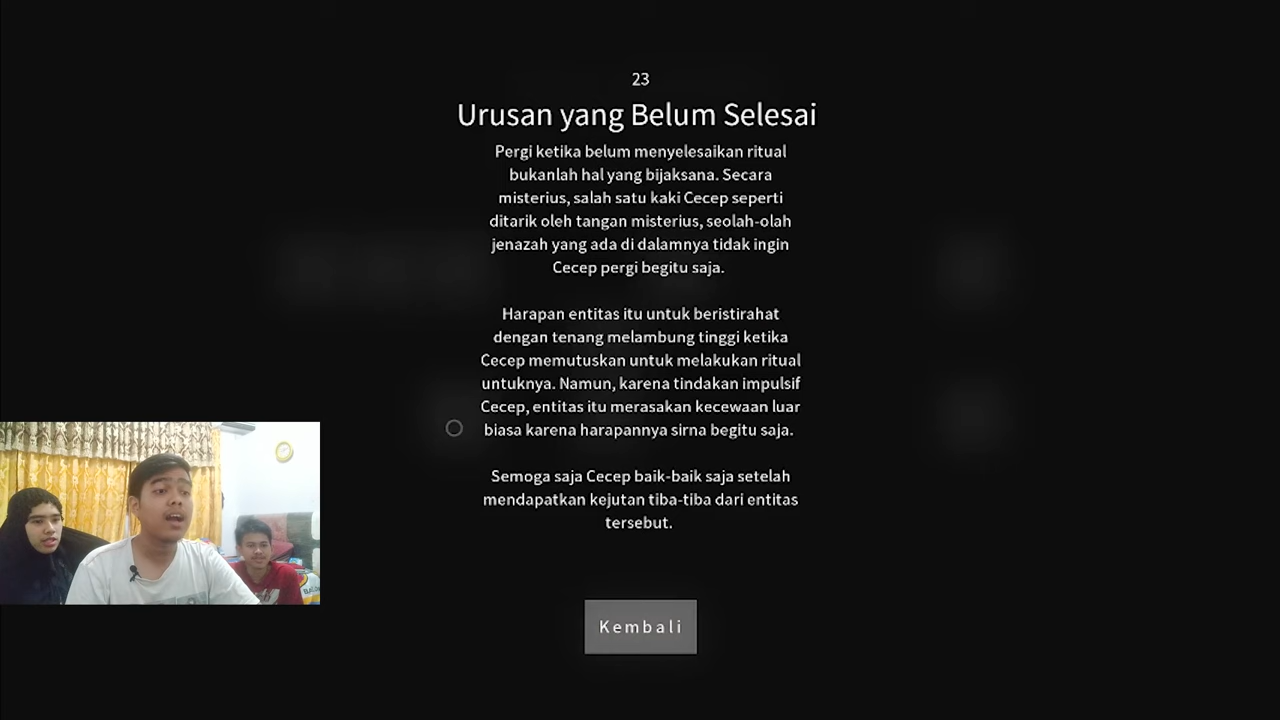 23
Urusan yang Belum Selesai
Pergi ketika belum menyelesaikan ritual
bukanlah hal yang bijaksana. Secara
misterius, salah satu kaki Cecep seperti
ditarik oleh tangan misterius, seolah-olah
jenazah yang ada di dalamnya tidak ingin
Cecep pergi begitu saja.
Harapan entitas itu untuk beristirahat
dengan tenang melambung tinggi ketika
Cecep memutuskan untuk melakukan ritual
untuknya. Namun, karena tindakan impulsif
Cecep, entitas itu merasakan kecewaan luar
biasa karena harapannya sirna begitu saja.
Semoga saja Cecep baik-baik saja setelah
mendapatkan kejutan tiba-tiba dari entitas
tersebut.
Kembali